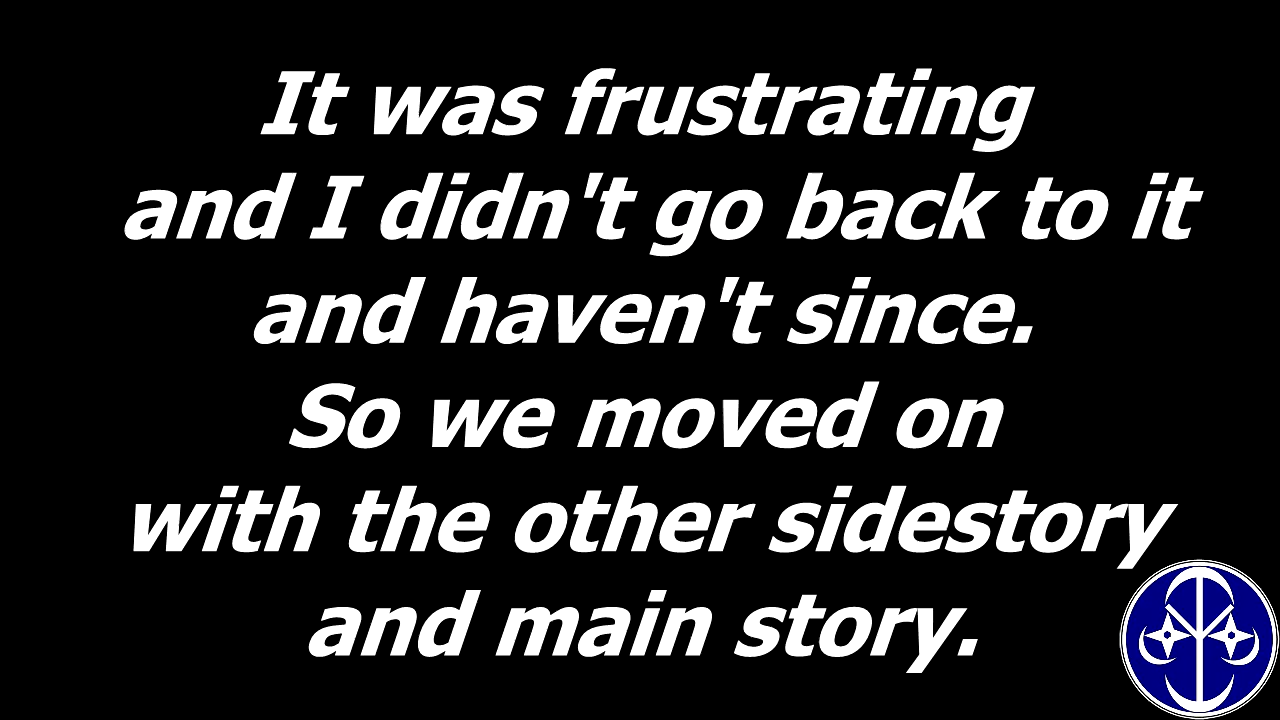 It was frustrating
and I didn't go back to it
and haven't since.
So we moved on
with the other sidestory
and main story.